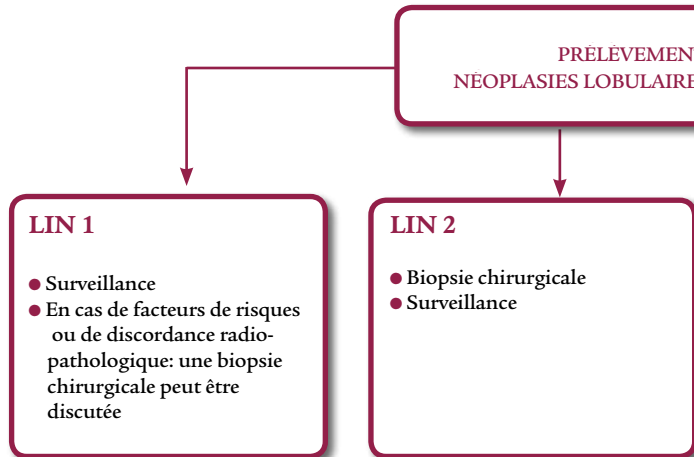 NÉOPLASIES LOBULAIRE
LIN 1
● Surveillance
● En cas de facteurs de risques
ou de discordance radio-
pathologique: une biopsie
chirurgicale peut être
discutée
LIN 2
● Biopsie chirurgicale
● Surveillance